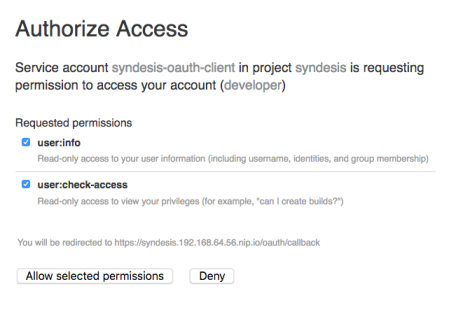 Authorize Access
Service account syndesis-oauth-client in project syndesis is requesting
permission to access your account (developer)
Requested permissions
user:info
Read-only access to your user information (including username, identities, and group membership)
user:check-access
Read-only access to view your privileges (for example, "can I create builds?")
You will be redirected to https://syndesis.192.168.64.56.nip.io/oauth/callback
Allow selected permissions Deny